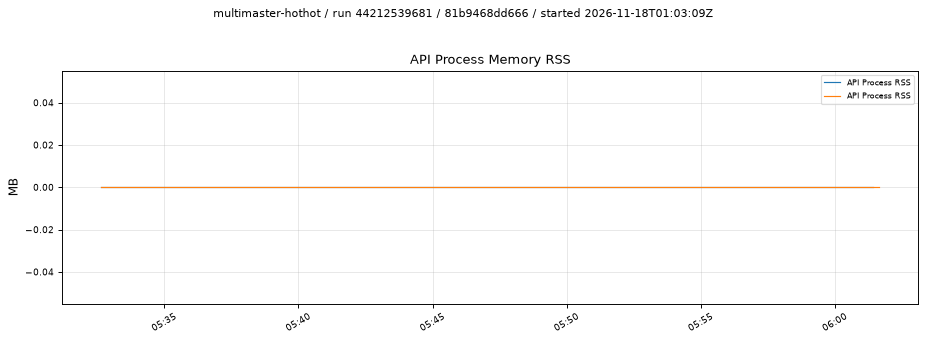 multimaster-hothot / run 44212539681 / 81b9468dd666 / started 2026-11-18T01:03:09Z
API Process Memory RSS
API Process RSS
API Process RSS
MB
0.04
0.02
0.00
−0.02
−0.04
05:35
05:40
05:45
05:50
05:55
06:00